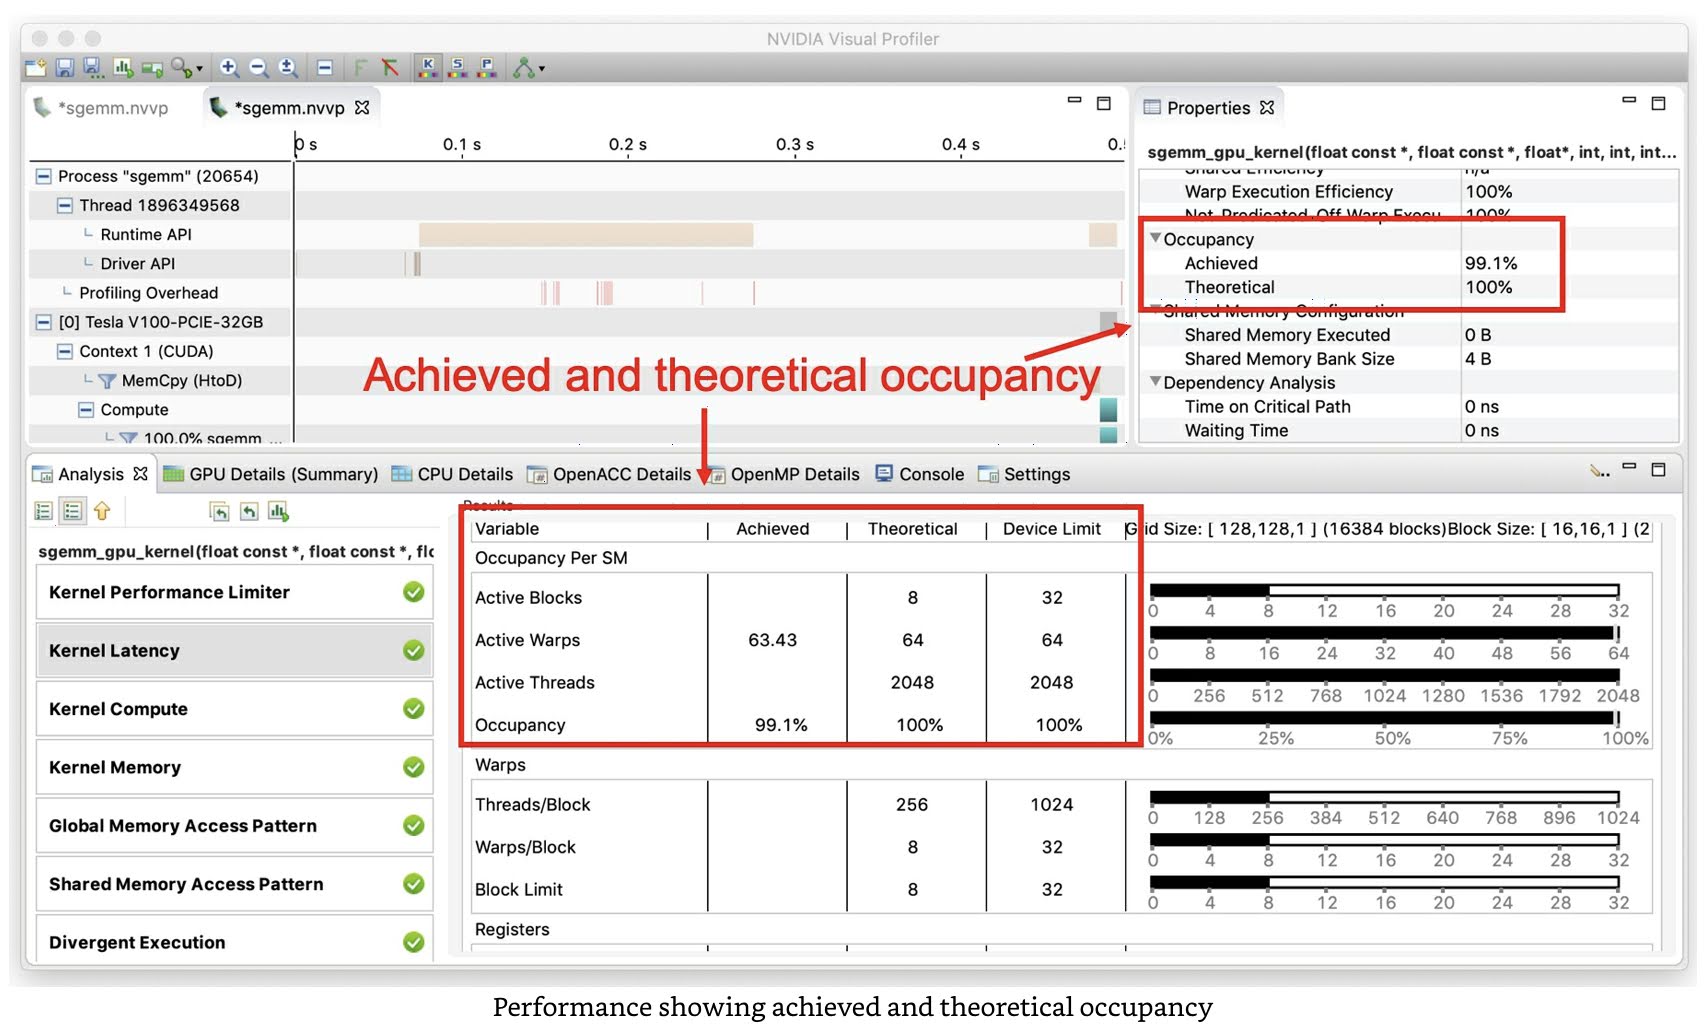 NVIDIA Visual Profiler
*sgemm.nvvp
*sgemm.nvvp
0 s 0.1 s 0.2 s 0.3 s 0.4 s
Process "sgemm" (20654)
Thread 1896349568
Runtime API
Driver API
Profiling Overhead
[0] Tesla V100-PCIE-32GB
Context 1 (CUDA)
MemCpy (HtoD)
Compute
100.0% sgemm ...
Achieved and theoretical occupancy
Properties
sgemm_gpu_kernel(float const *, float const *, float*, int, int, int...
Shared Efficiency n/a
Warp Execution Efficiency 100%
Not-Predicated-Off Warp Execu 100%
Occupancy
Achieved 99.1%
Theoretical 100%
Shared Memory Configuration
Shared Memory Executed 0 B
Shared Memory Bank Size 4 B
Dependency Analysis
Time on Critical Path 0 ns
Waiting Time 0 ns
Analysis GPU Details (Summary) CPU Details OpenACC Details OpenMP Details Console Settings
sgemm_gpu_kernel(float const *, float const *, flo
Kernel Performance Limiter
Kernel Latency
Kernel Compute
Kernel Memory
Global Memory Access Pattern
Shared Memory Access Pattern
Divergent Execution
Results
Variable Achieved Theoretical Device Limit Grid Size: [ 128,128,1 ] (16384 blocks)Block Size: [ 16,16,1 ] (2
Occupancy Per SM
Active Blocks 8 32
0 4 8 12 16 20 24 28 32
Active Warps 63.43 64 64
0 8 16 24 32 40 48 56 64
Active Threads 2048 2048
0 256 512 768 1024 1280 1536 1792 2048
Occupancy 99.1% 100% 100%
0% 25% 50% 75% 100%
Warps
Threads/Block 256 1024
0 128 256 384 512 640 768 896 1024
Warps/Block 8 32
0 4 8 12 16 20 24 28 32
Block Limit 8 32
0 4 8 12 16 20 24 28 32
Registers
Performance showing achieved and theoretical occupancy